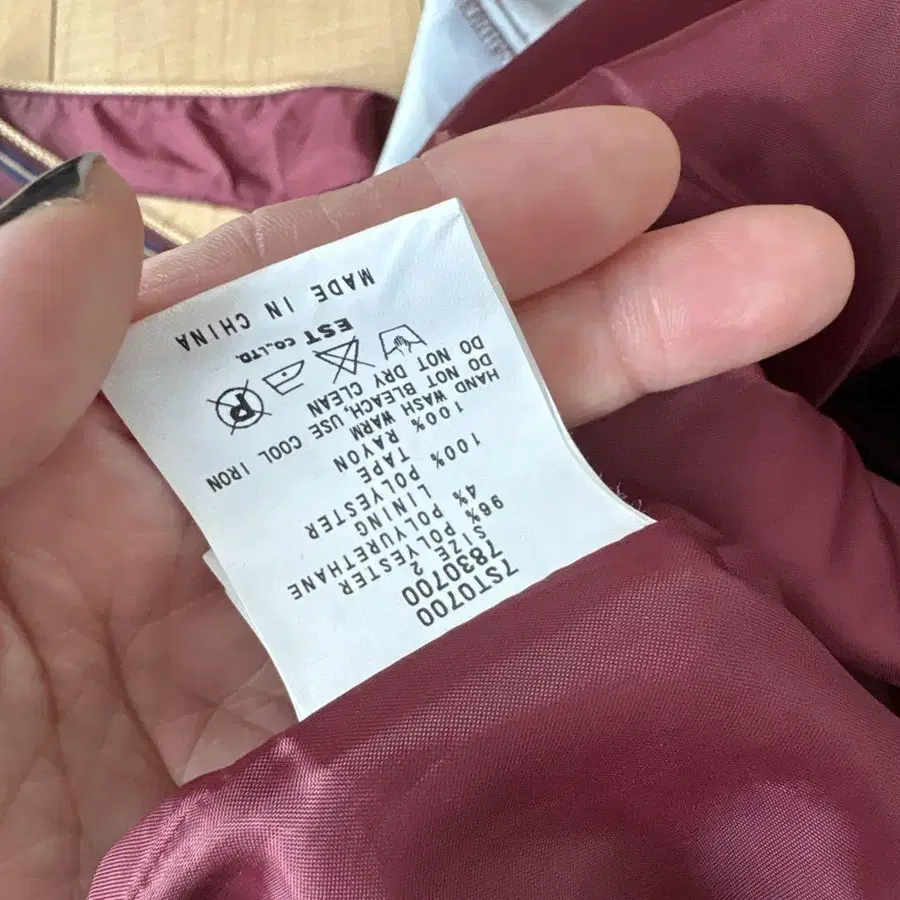 7ST0700
7830700
SIZE 2
96% POLYESTER
4% POLYURETHANE
LINING
100% POLYESTER
TAPE
100% RAYON
HAND WASH WARM
DO NOT BLEACH, USE COOL IRON
DO NOT DRY CLEAN
P
EST CO.,LTD.
MADE IN CHINA